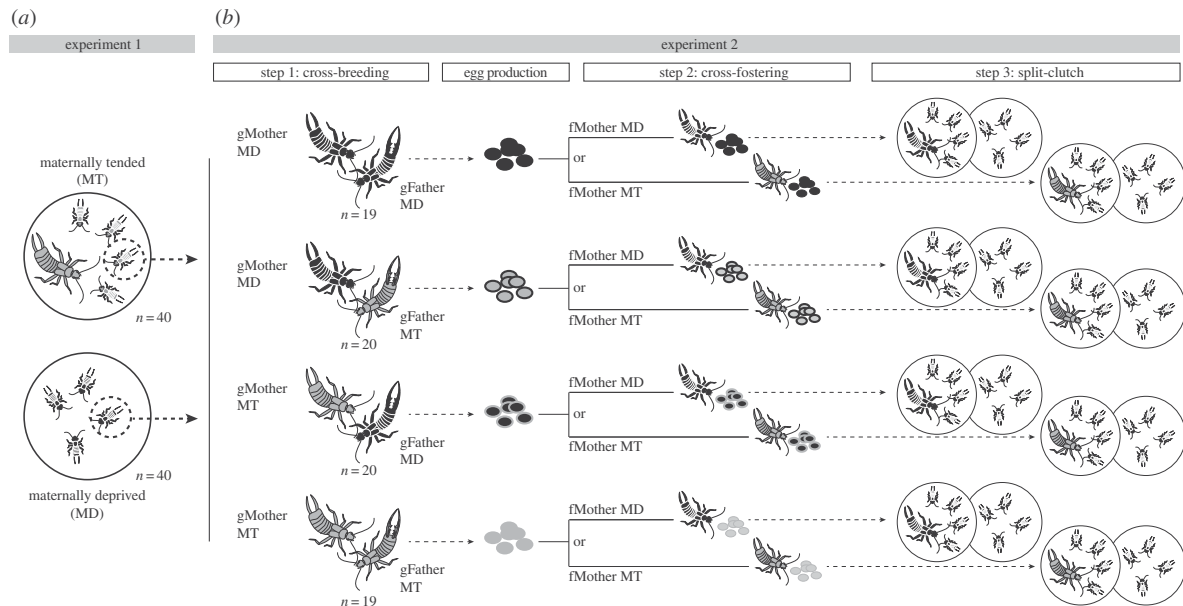 (a)
experiment 1
maternally tended
(MT)
n = 40
n = 40
maternally deprived
(MD)
(b)
experiment 2
step 1: cross-breeding
egg production
step 2: cross-fostering
step 3: split-clutch
gMother
MD
gFather
MD
n = 19
fMother MD
or
fMother MT
gMother
MD
gFather
MT
n = 20
fMother MD
or
fMother MT
gMother
MT
gFather
MD
n = 20
fMother MD
or
fMother MT
gMother
MT
gFather
MT
n = 19
fMother MD
or
fMother MT